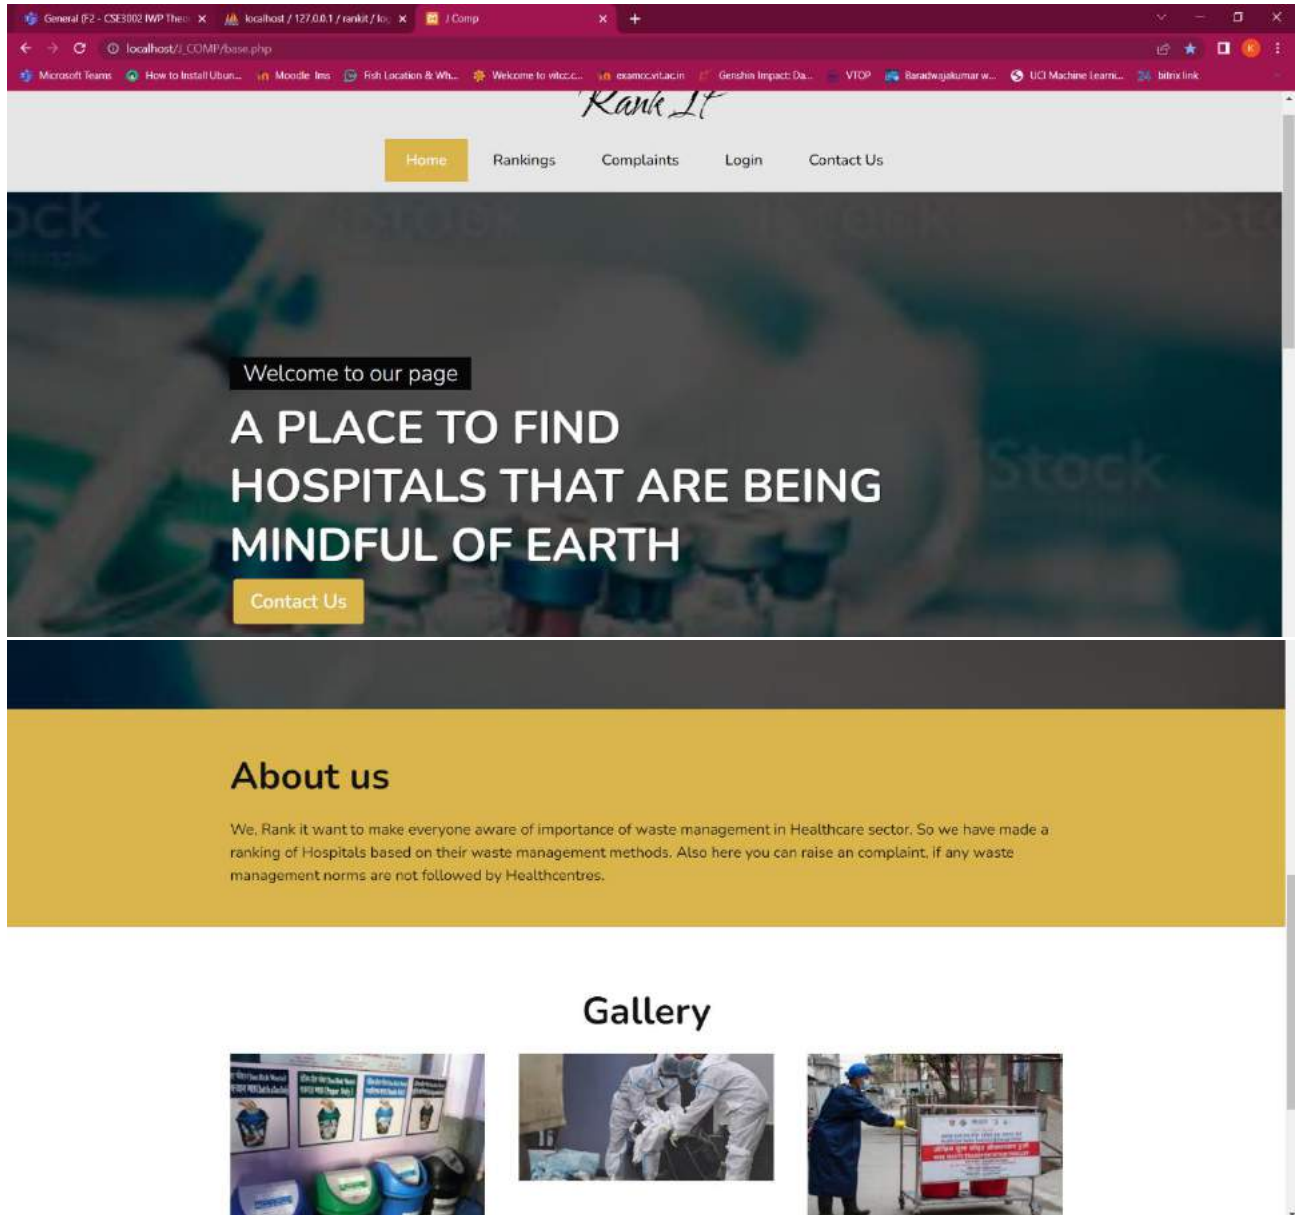 General (F2 - CSE3002 IWP Theo
localhost / 127.0.0.1 / rankit / lo
J Comp
localhost/J_COMP/base.php
Microsoft Teams
How to Install Ubun...
Moodle lms
Fish Location & Wh...
Welcome to vitcc.c...
examcc.vit.ac.in
Genshin Impact: Da...
VTOP
Baradwajakumar w...
UCI Machine Learni...
bitrix link
Rank It
Home
Rankings
Complaints
Login
Contact Us
Stock
Welcome to our page
A PLACE TO FIND
HOSPITALS THAT ARE BEING
MINDFUL OF EARTH
Contact Us
About us
We, Rank it want to make everyone aware of importance of waste management in Healthcare sector. So we have made a
ranking of Hospitals based on their waste management methods. Also here you can raise an complaint, if any waste
management norms are not followed by Healthcentres.
Gallery